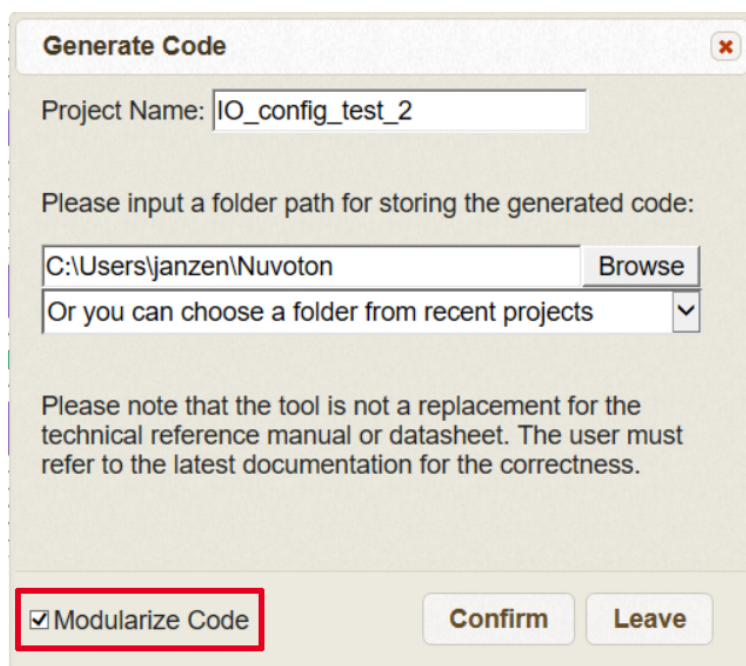 Generate Code
Project Name: IO_config_test_2
Please input a folder path for storing the generated code:
C:\Users\janzen\Nuvoton Browse
Or you can choose a folder from recent projects
Please note that the tool is not a replacement for the
technical reference manual or datasheet. The user must
refer to the latest documentation for the correctness.
Modularize Code Confirm Leave